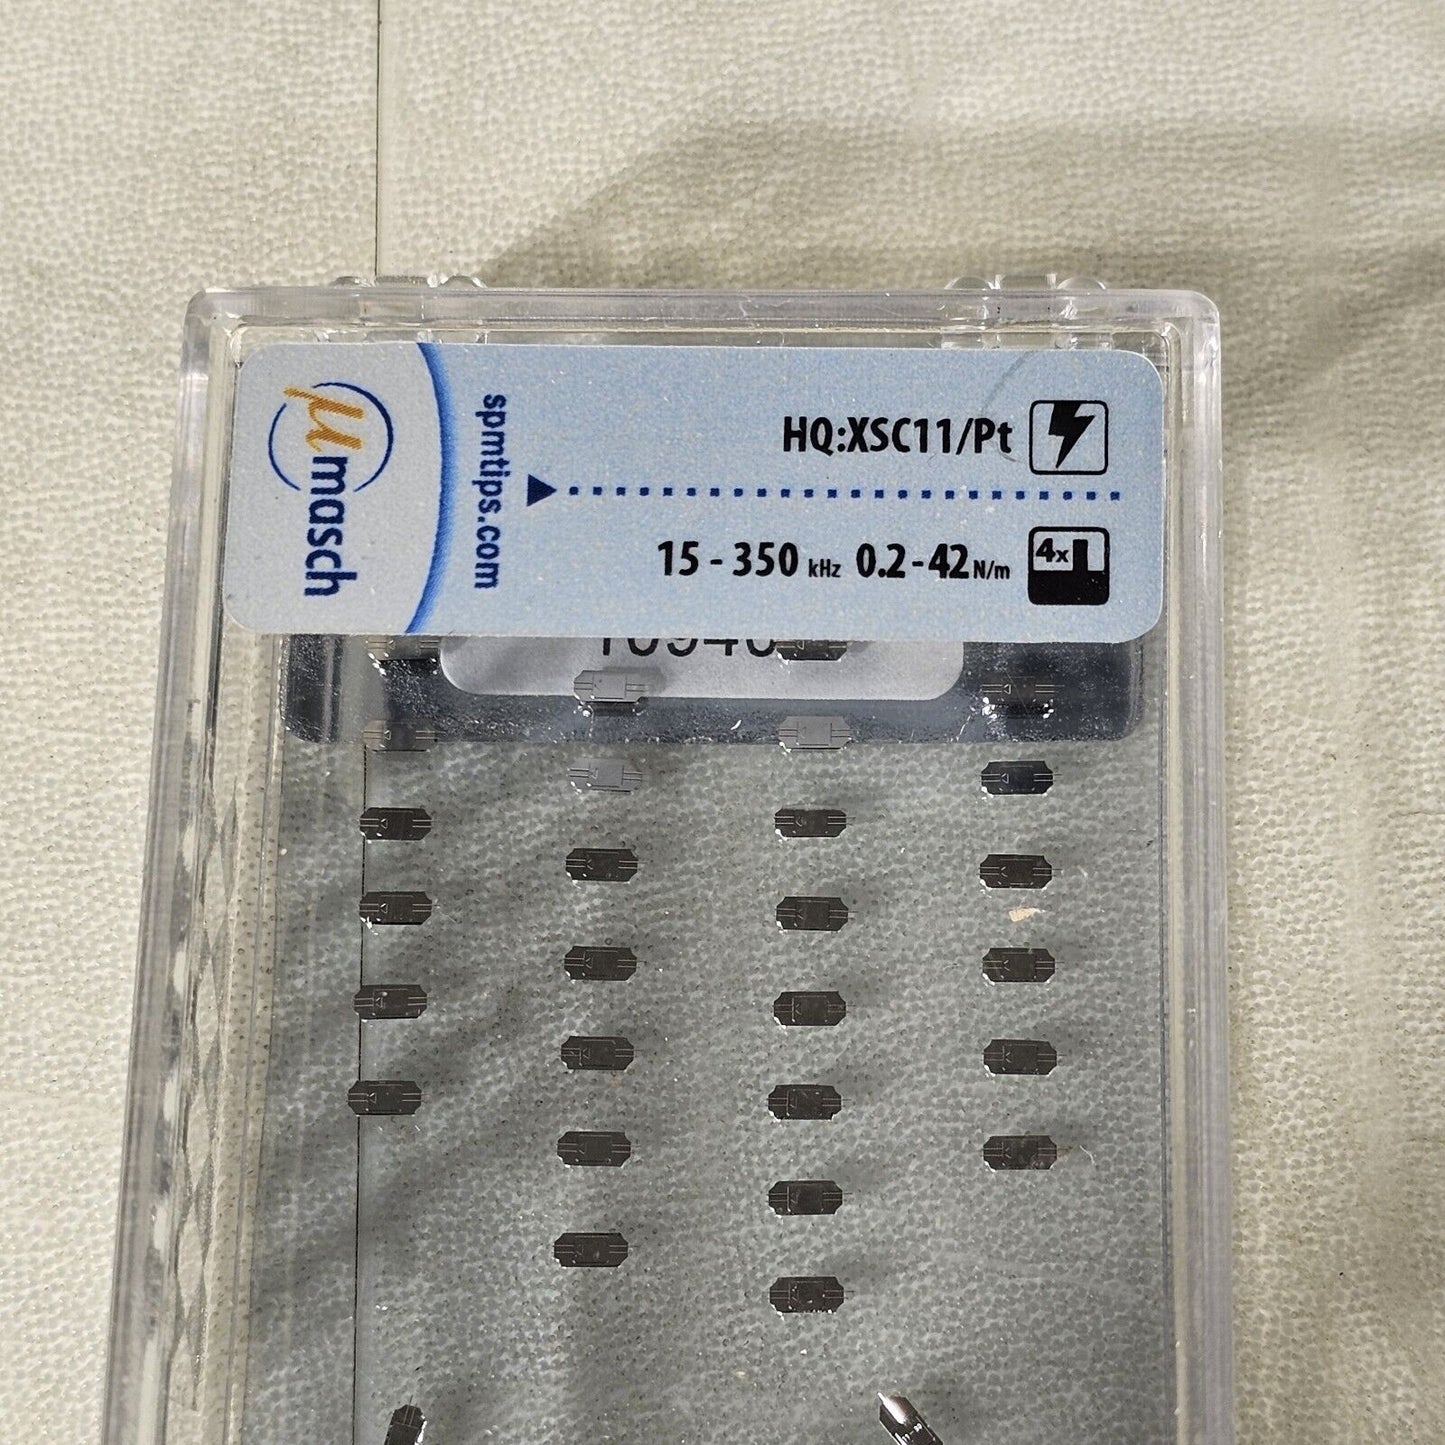 μmasch
spmtips.com
HQ:XSC11/Pt
15 - 350 kHz 0.2 - 42 N/m
4x